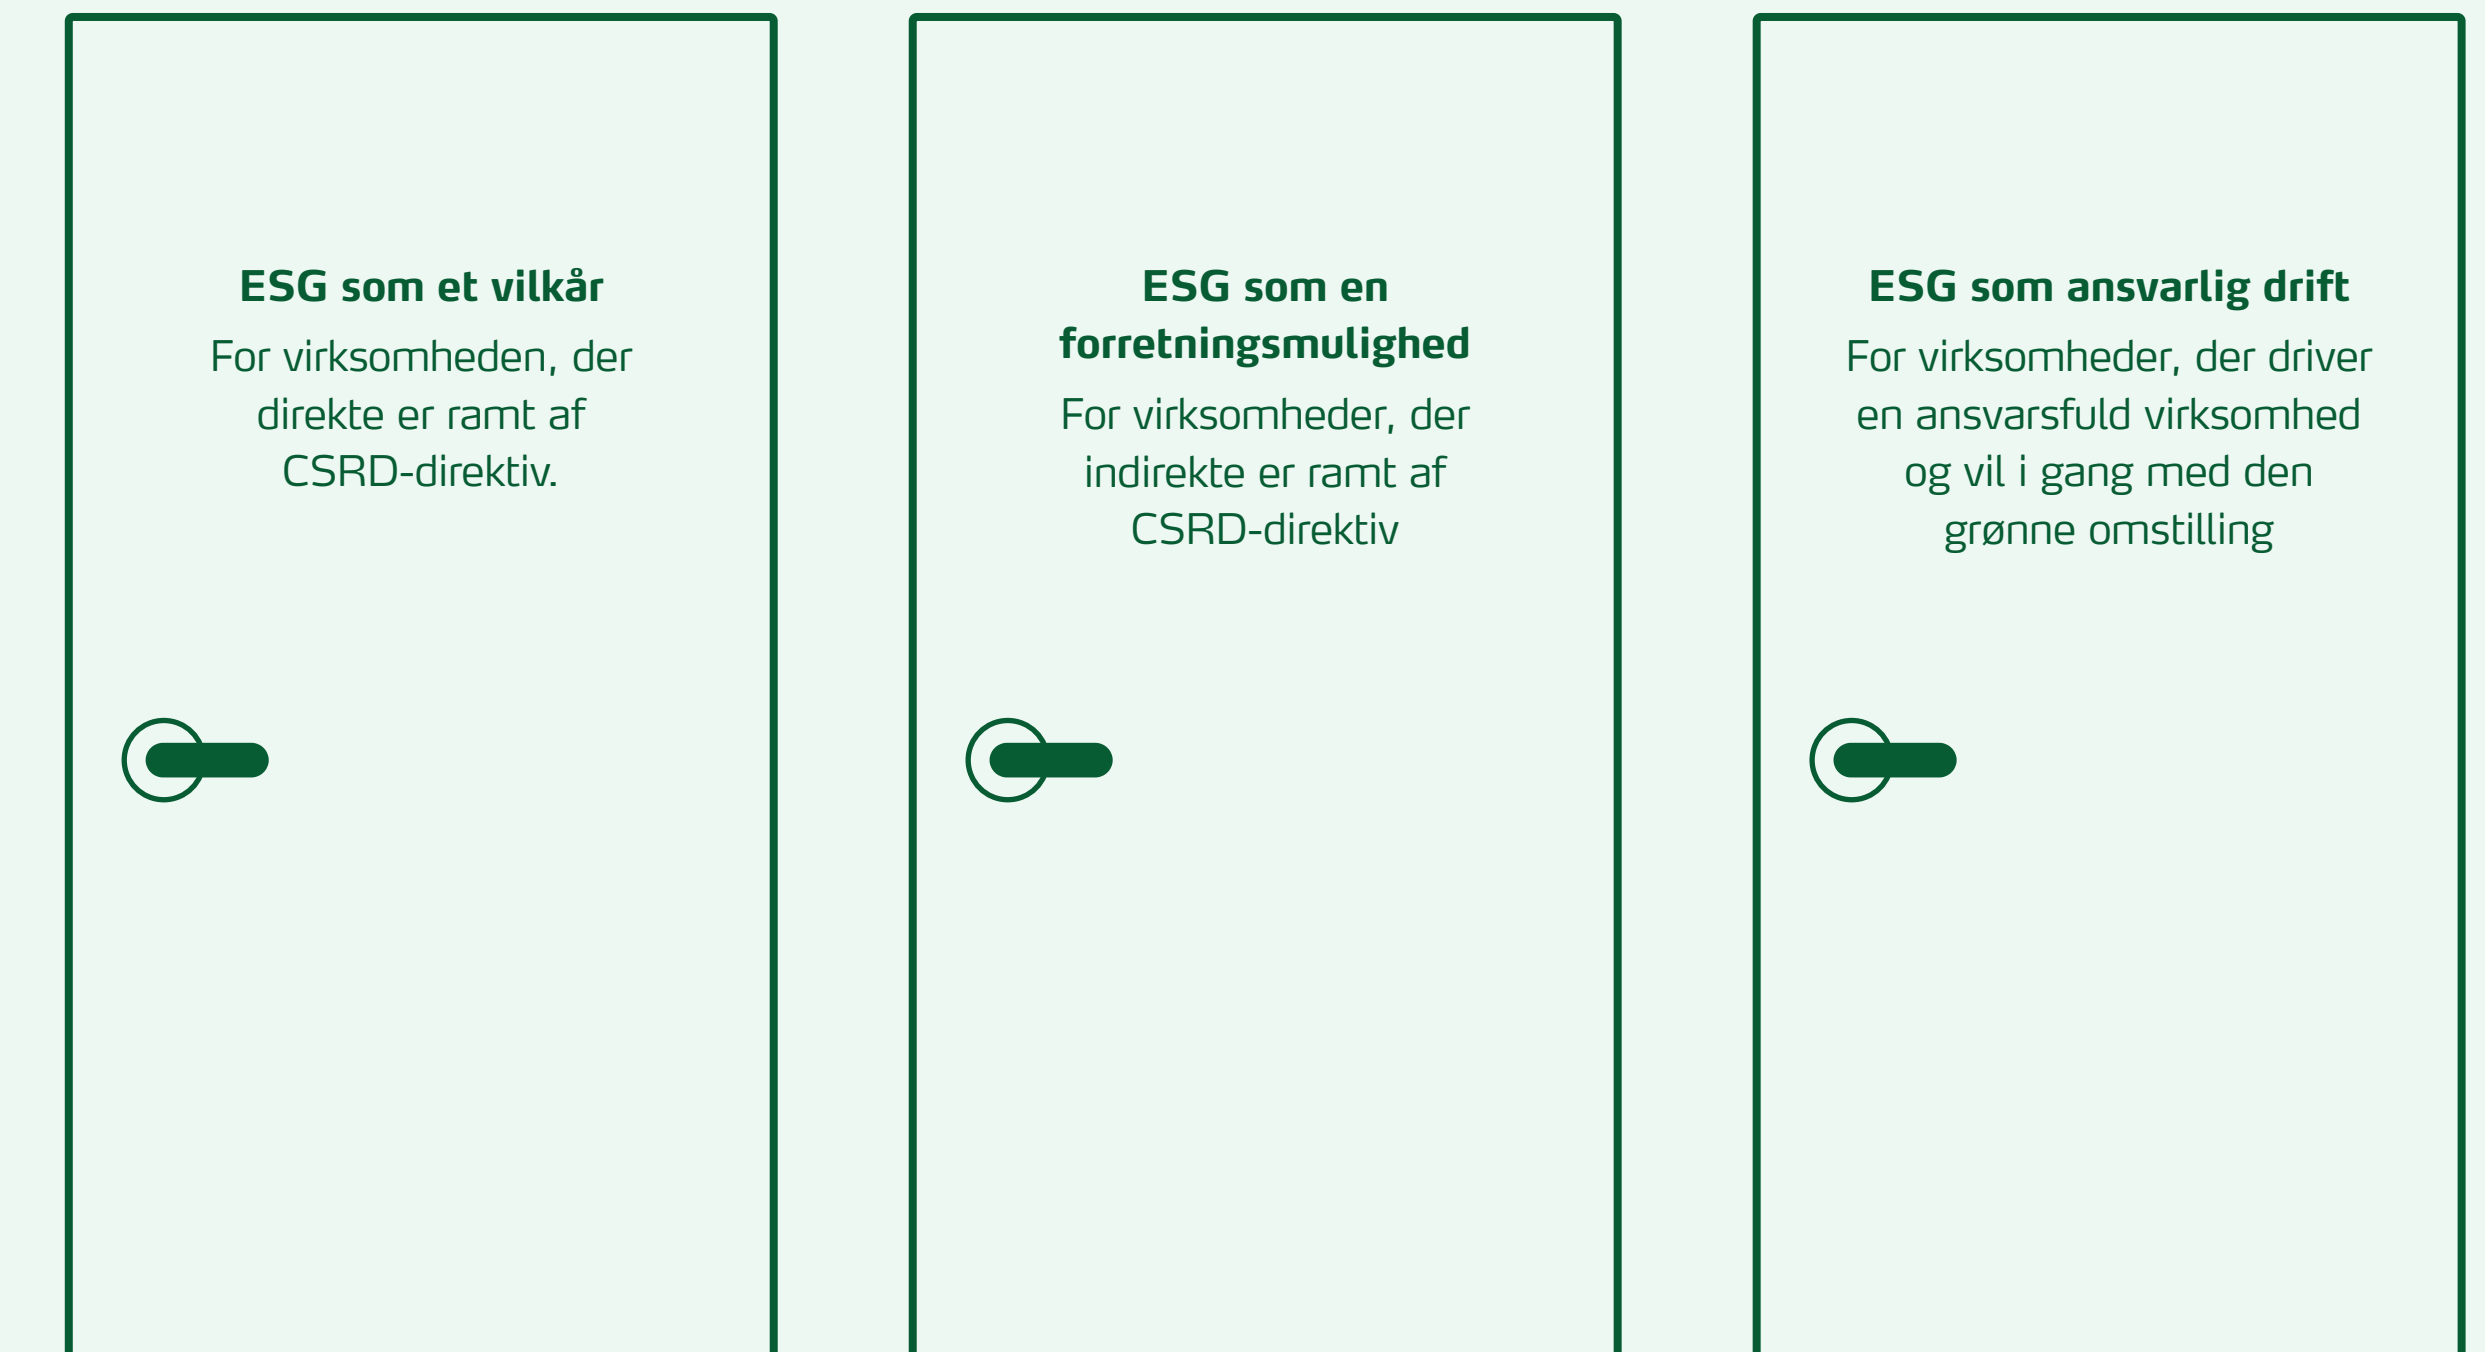 ESG som et vilkår
For virksomheden, der
direkte er ramt af
CSRD-direktiv.
ESG som en
forretningsmulighed
For virksomheder, der
indirekte er ramt af
CSRD-direktiv
ESG som ansvarlig drift
For virksomheder, der driver
en ansvarsfuld virksomhed
og vil i gang med den
grønne omstilling